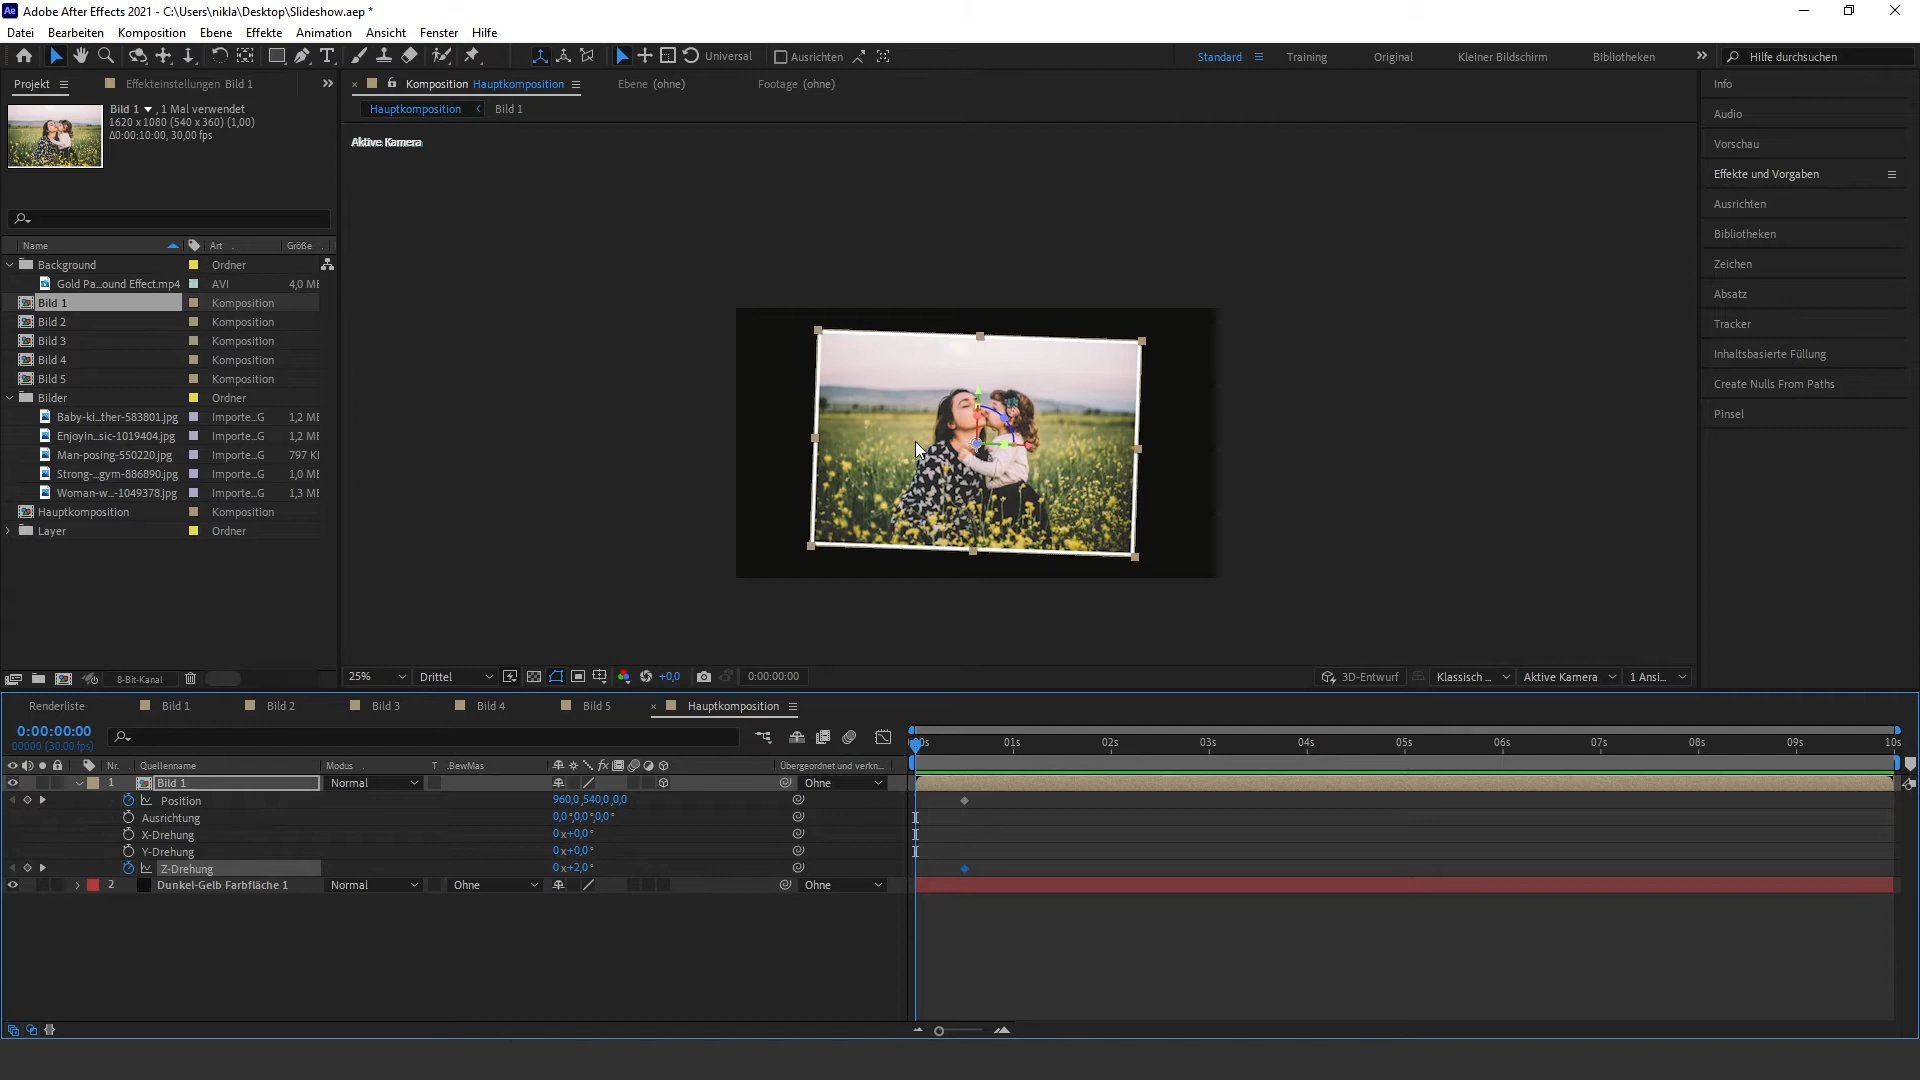 Adobe After Effects 2021 - C:\Users\nikla\Desktop\Slideshow.aep *
Datei Bearbeiten Komposition Ebene Effekte Animation Ansicht Fenster Hilfe
Universal Ausrichten Standard Training Original Kleiner Bildschirm Bibliotheken Hilfe durchsuchen
Projekt Effekteinstellungen Bild 1
Komposition Hauptkomposition Ebene (ohne) Footage (ohne)
Hauptkomposition Bild 1
Bild 1 , 1 Mal verwendet
1620 x 1080 (540 x 360) (1,00)
Δ0:00:10:00, 30,00 fps
Aktive Kamera
Name Art Größe
Background Ordner
Gold Pa...ound Effect.mp4 AVI 4,0 ME
Bild 1 Komposition
Bild 2 Komposition
Bild 3 Komposition
Bild 4 Komposition
Bild 5 Komposition
Bilder Ordner
Baby-ki...ther-583801.jpg Importe...G 1,2 ME
Enjoyin...sic-1019404.jpg Importe...G 1,2 ME
Man-posing-550220.jpg Importe...G 797 KI
Strong-...gym-886890.jpg Importe...G 1,0 ME
Woman-w...-1049378.jpg Importe...G 1,3 ME
Hauptkomposition Komposition
Layer Ordner
8-Bit-Kanal
25% Drittel +0,0 0:00:00:00 3D-Entwurf Klassisch ... Aktive Kamera 1 Ansi...
Info
Audio
Vorschau
Effekte und Vorgaben
Ausrichten
Bibliotheken
Zeichen
Absatz
Tracker
Inhaltsbasierte Füllung
Create Nulls From Paths
Pinsel
Renderliste Bild 1 Bild 2 Bild 3 Bild 4 Bild 5 Hauptkomposition
0:00:00:00
00000 (30.00 fps)
01s 02s 03s 04s 05s 06s 07s 08s 09s 10s
Nr. Quellenname Modus T .BewMas Übergeordnet und verkn...
1 Bild 1 Normal Ohne
Position 960,0,540,0,0,0
Ausrichtung 0,0°,0,0°,0,0°
X-Drehung 0x+0,0°
Y-Drehung 0x+0,0°
Z-Drehung 0x+2,0°
2 Dunkel-Gelb Farbfläche 1 Normal Ohne Ohne